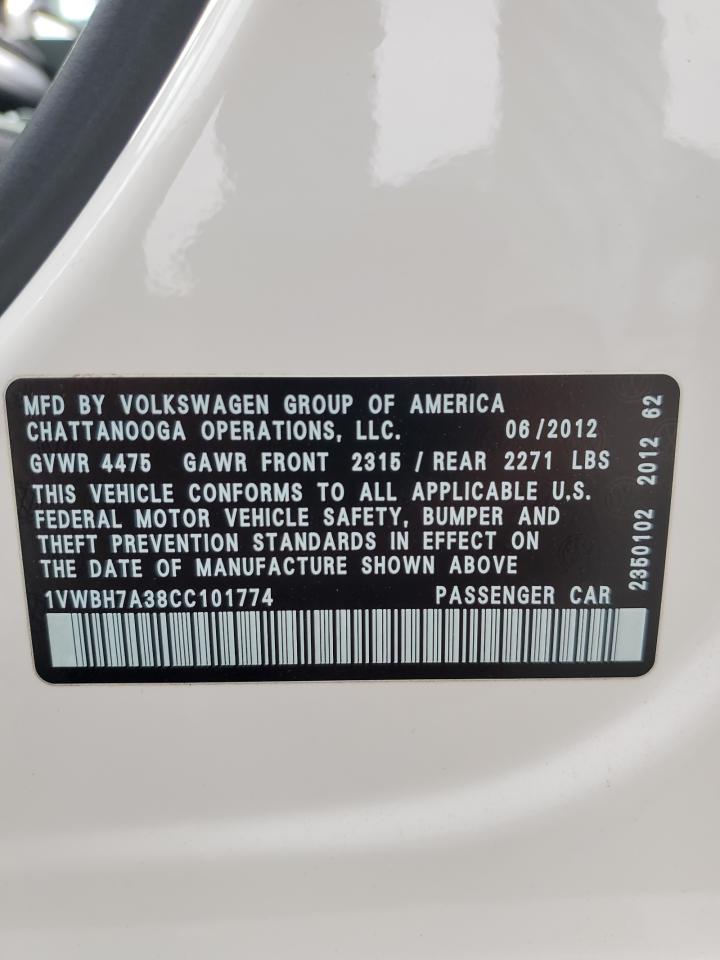 MFD BY VOLKSWAGEN GROUP OF AMERICA
CHATTANOOGA OPERATIONS, LLC. 06/2012
GVWR 4475 GAWR FRONT 2315 / REAR 2271 LBS
THIS VEHICLE CONFORMS TO ALL APPLICABLE U.S.
FEDERAL MOTOR VEHICLE SAFETY, BUMPER AND
THEFT PREVENTION STANDARDS IN EFFECT ON
THE DATE OF MANUFACTURE SHOWN ABOVE
1VWBH7A38CC101774 PASSENGER CAR
2350102 2012 62